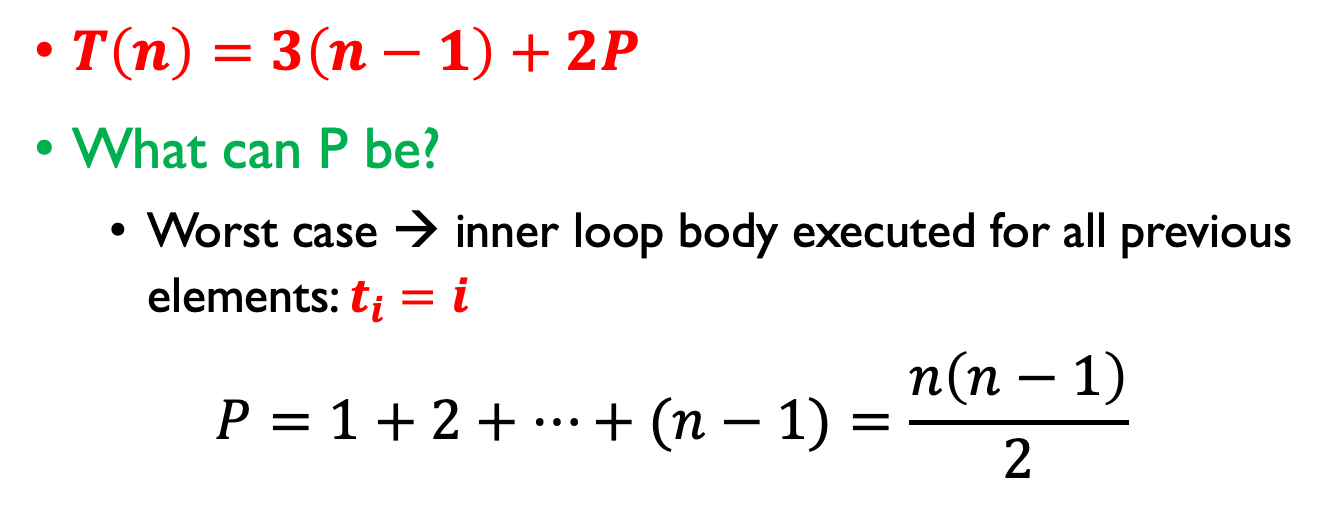 • T(n) = 3(n − 1) + 2P
• What can P be?
• Worst case → inner loop body executed for all previous
elements: tᵢ = i
P = 1 + 2 + ⋯ + (n − 1) = n(n − 1) / 2